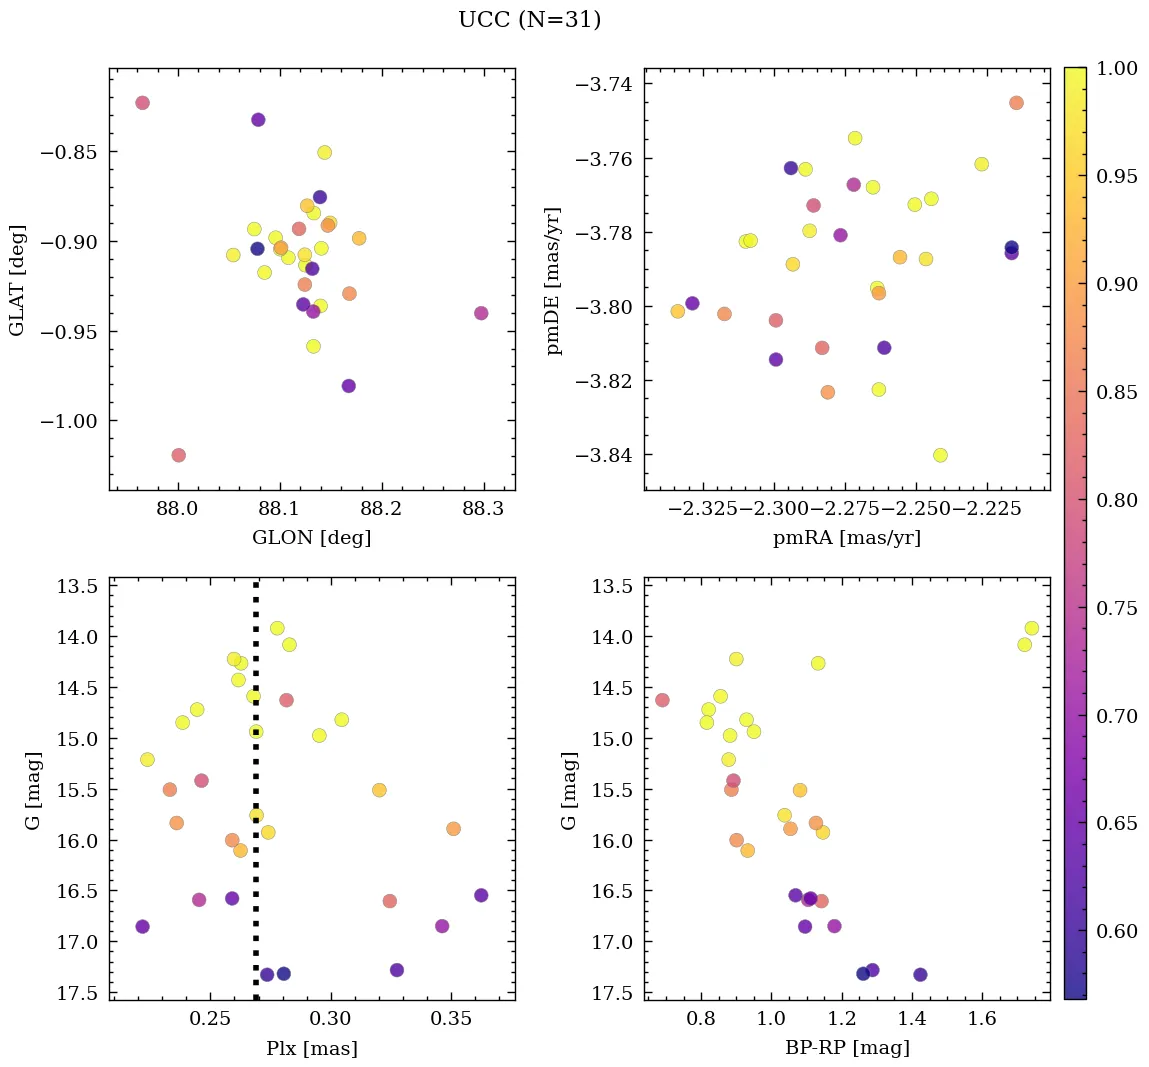 UCC (N=31)
−0.85
−0.90
−0.95
−1.00
GLAT [deg]
88.0 88.1 88.2 88.3
GLON [deg]
−3.74
−3.76
−3.78
−3.80
−3.82
−3.84
pmDE [mas/yr]
−2.325 −2.300 −2.275 −2.250 −2.225
pmRA [mas/yr]
13.5
14.0
14.5
15.0
15.5
16.0
16.5
17.0
17.5
G [mag]
0.25 0.30 0.35
Plx [mas]
13.5
14.0
14.5
15.0
15.5
16.0
16.5
17.0
17.5
G [mag]
0.8 1.0 1.2 1.4 1.6
BP-RP [mag]
1.00
0.95
0.90
0.85
0.80
0.75
0.70
0.65
0.60